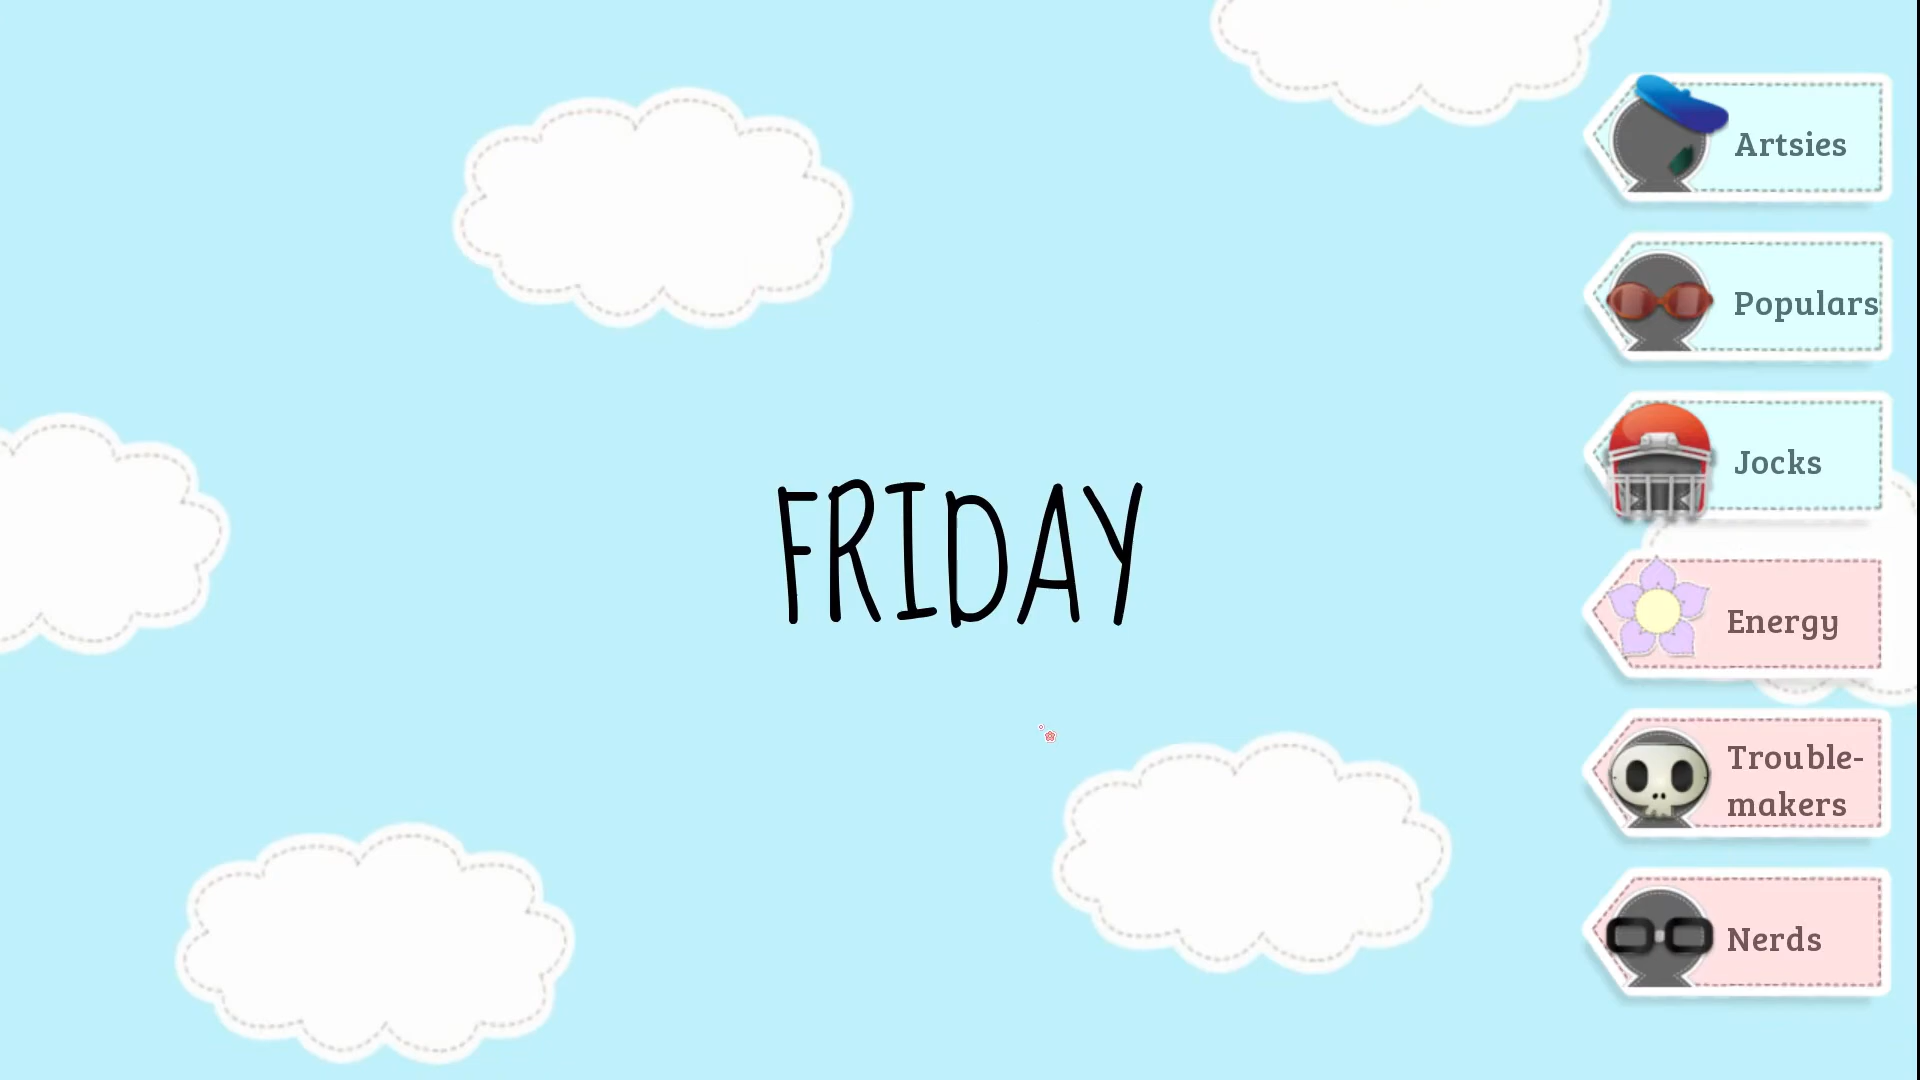 Artsies
Populars
Jocks
FRIDAY
Energy
Trouble-
makers
Nerds